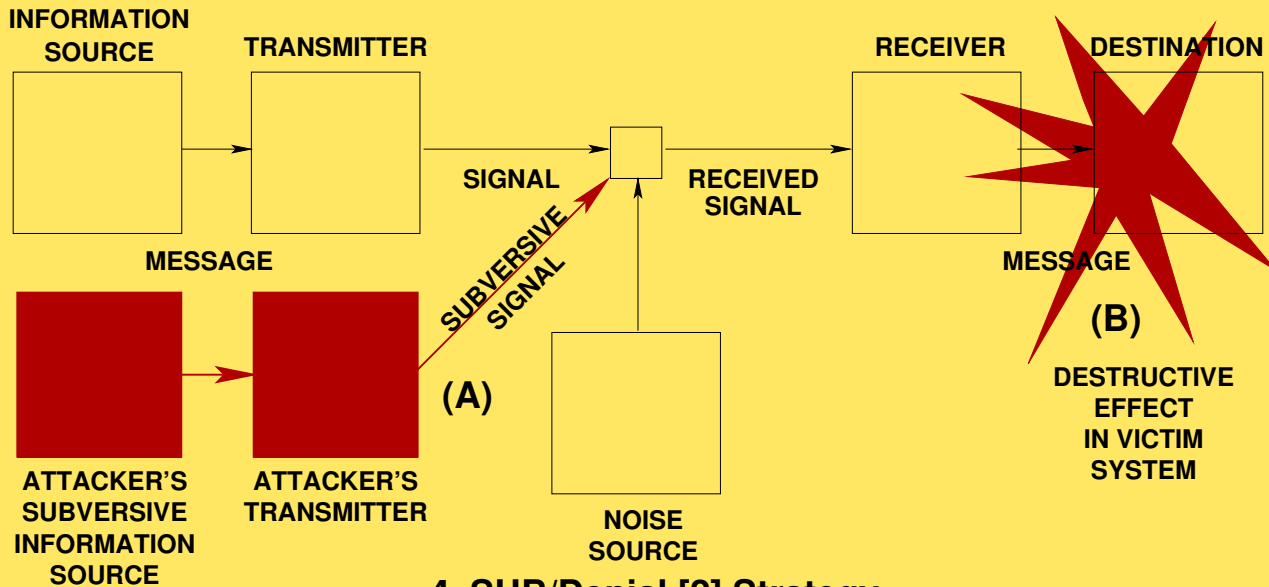 INFORMATION
SOURCE
TRANSMITTER
RECEIVER
DESTINATION
SIGNAL
RECEIVED
SIGNAL
SUBVERSIVE
SIGNAL
MESSAGE
MESSAGE
(A)
(B)
DESTRUCTIVE
EFFECT
IN VICTIM
SYSTEM
ATTACKER'S
SUBVERSIVE
INFORMATION
SOURCE
ATTACKER'S
TRANSMITTER
NOISE
SOURCE